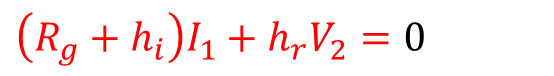 (R_g + h_i)I_1 + h_rV_2 = 0